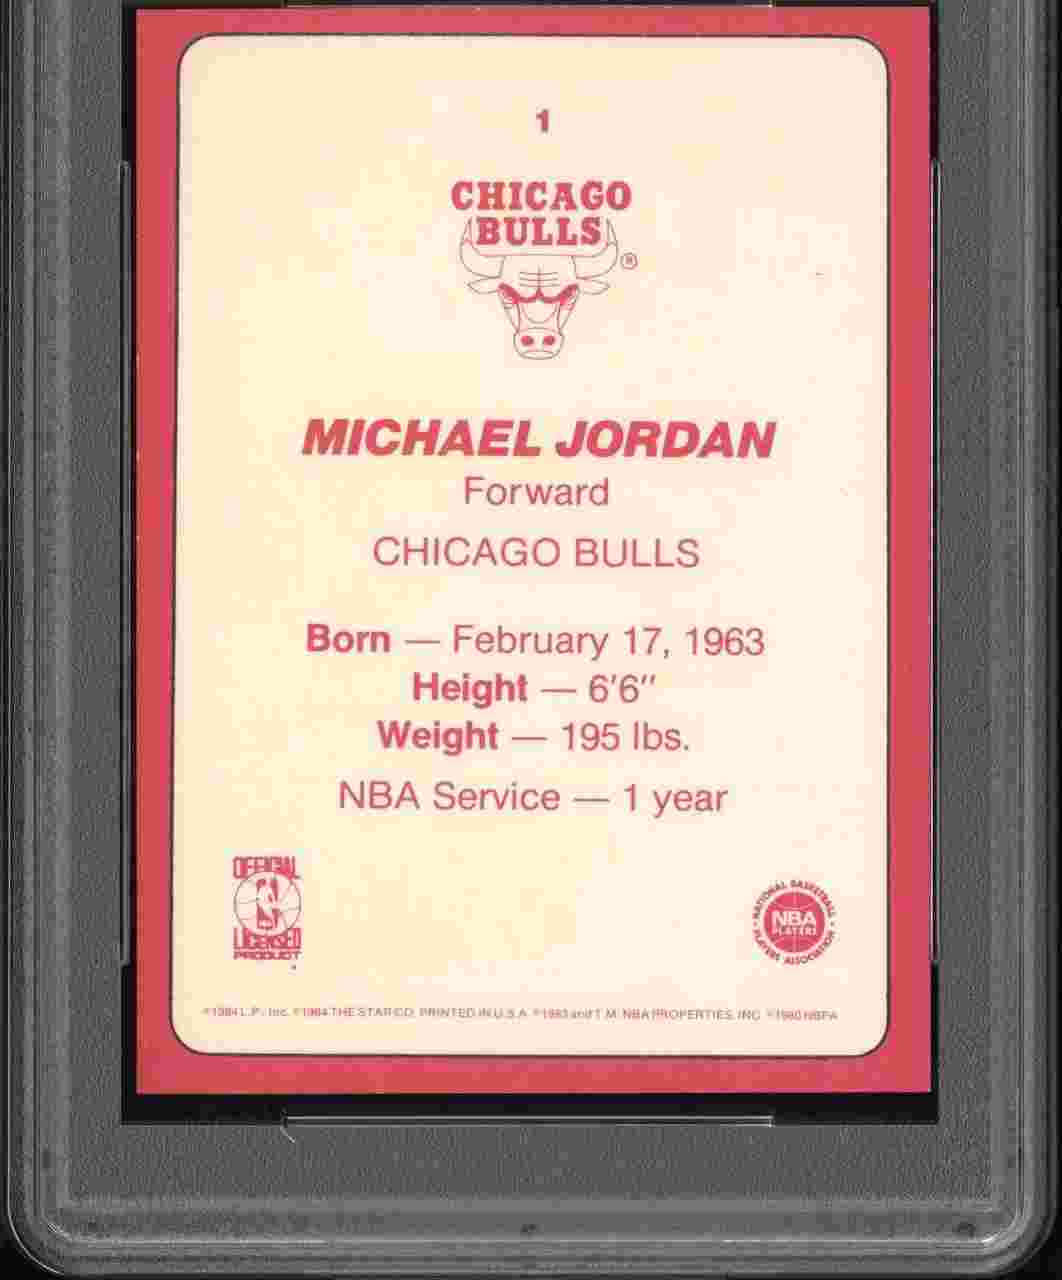 1
CHICAGO
BULLS
®
MICHAEL JORDAN
Forward
CHICAGO BULLS
Born — February 17, 1963
Height — 6'6"
Weight — 195 lbs.
NBA Service — 1 year
OFFICIAL
NBA
LICENSED
PRODUCT
NATIONAL BASKETBALL
NBA
PLAYERS
PLAYERS ASSOCIATION
©1984 L.P., Inc. ©1984 THE STAR CO. PRINTED IN U.S.A. ©1983 and T.M. NBA PROPERTIES, INC. ©1980 NBPA